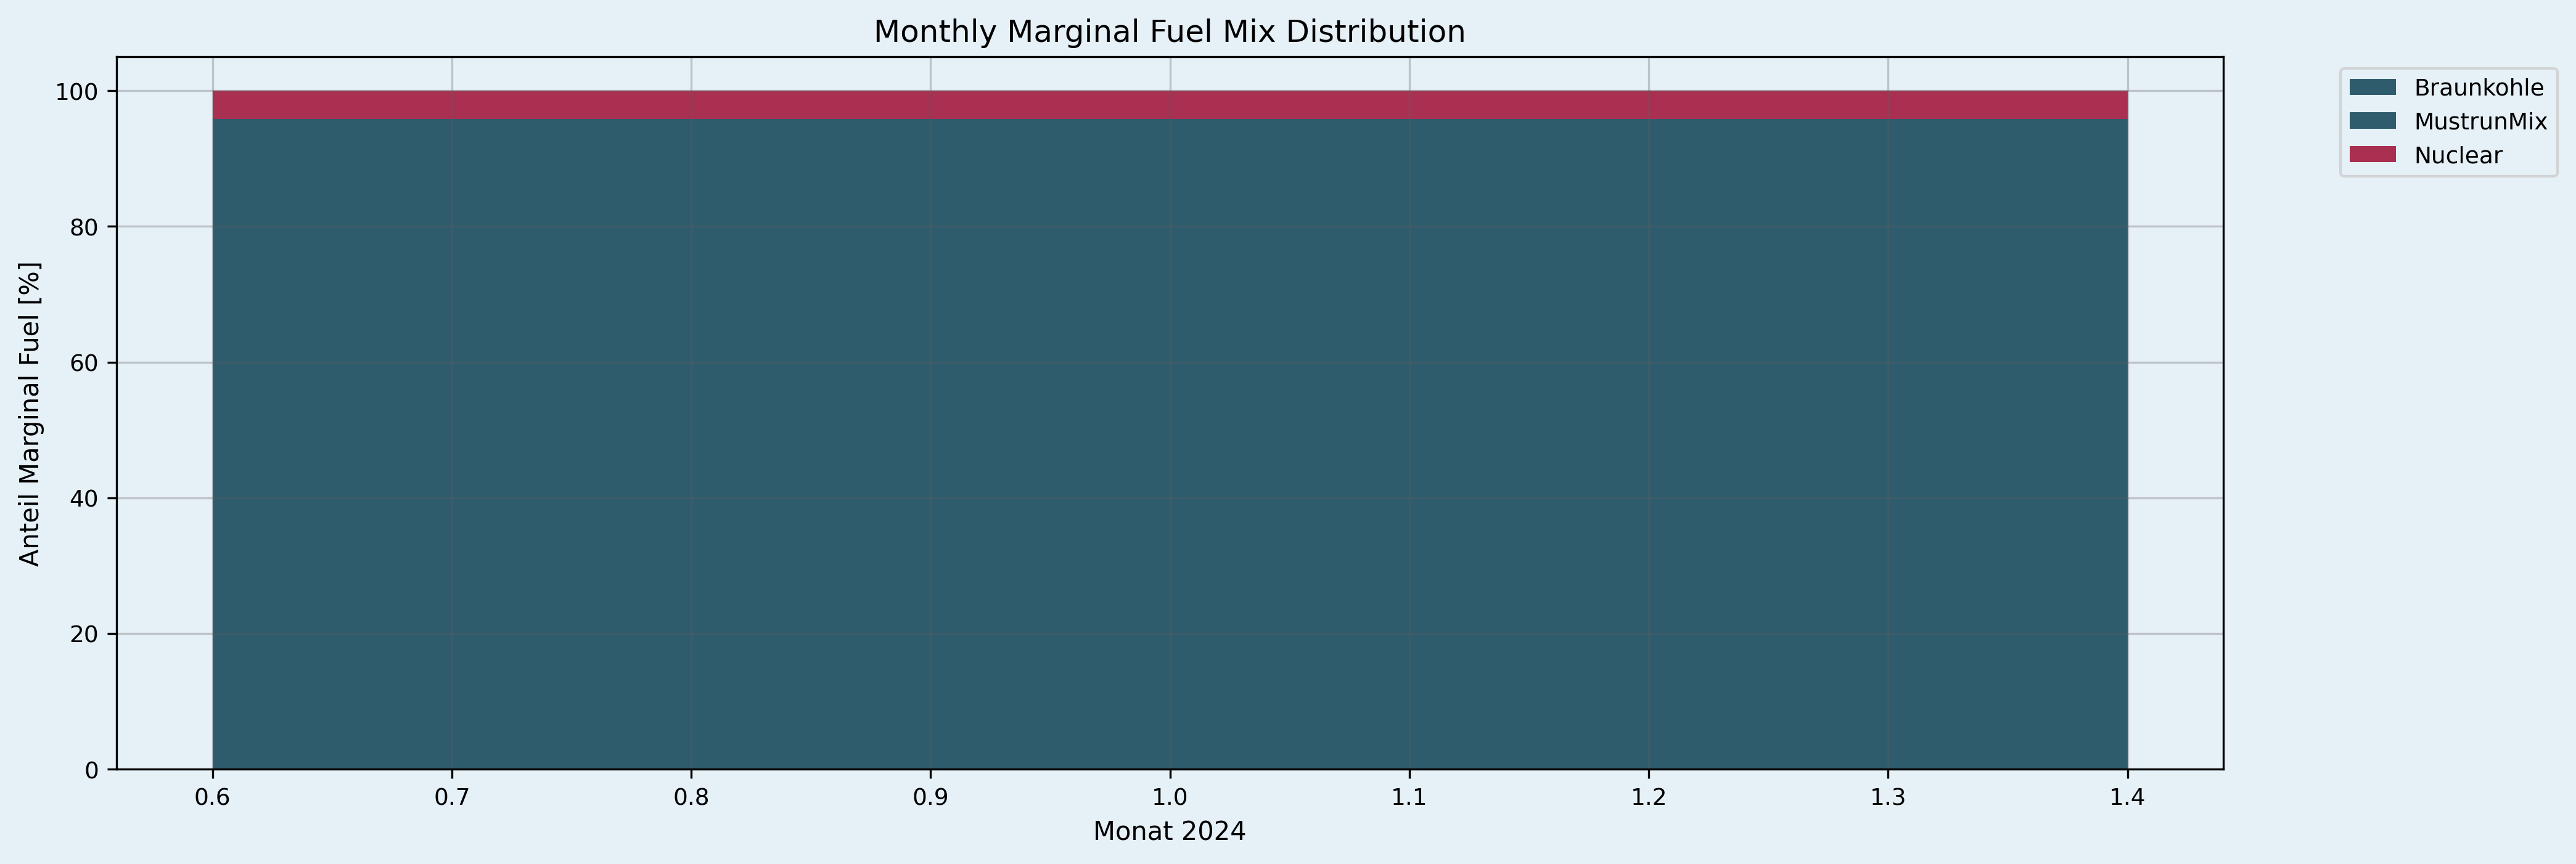 Monthly Marginal Fuel Mix Distribution
Anteil Marginal Fuel [%]
100
80
60
40
20
0
0.6 0.7 0.8 0.9 1.0 1.1 1.2 1.3 1.4
Monat 2024
Braunkohle
MustrunMix
Nuclear